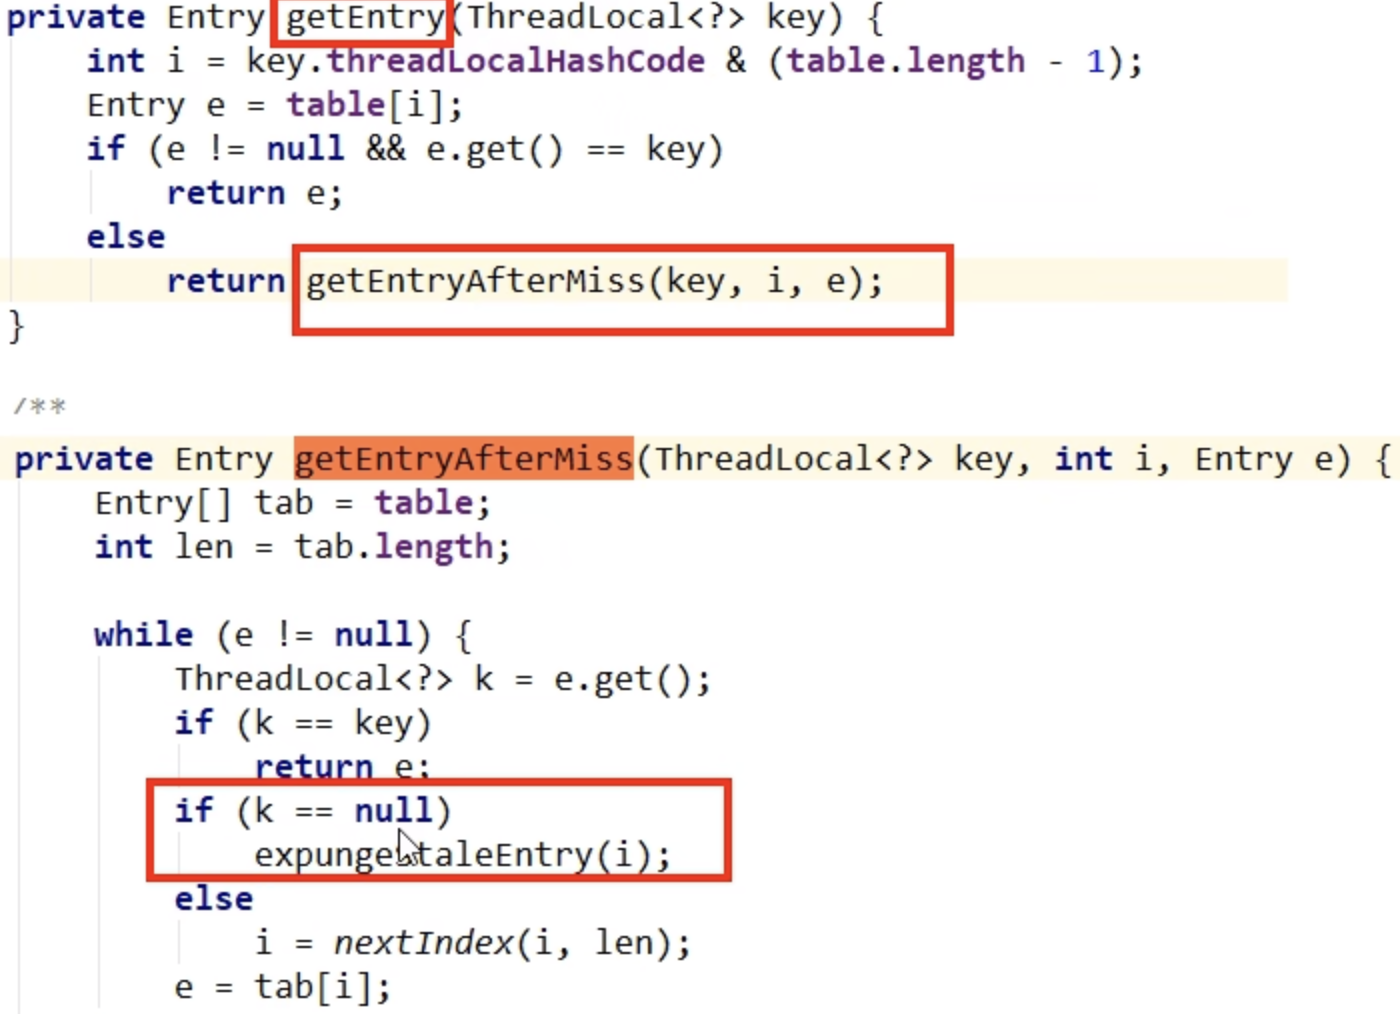 private Entry getEntry(ThreadLocal<?> key) {
int i = key.threadLocalHashCode & (table.length - 1);
Entry e = table[i];
if (e != null && e.get() == key)
return e;
else
return getEntryAfterMiss(key, i, e);
}
/**
private Entry getEntryAfterMiss(ThreadLocal<?> key, int i, Entry e) {
Entry[] tab = table;
int len = tab.length;
while (e != null) {
ThreadLocal<?> k = e.get();
if (k == key)
return e;
if (k == null)
expungeStaleEntry(i);
else
i = nextIndex(i, len);
e = tab[i];